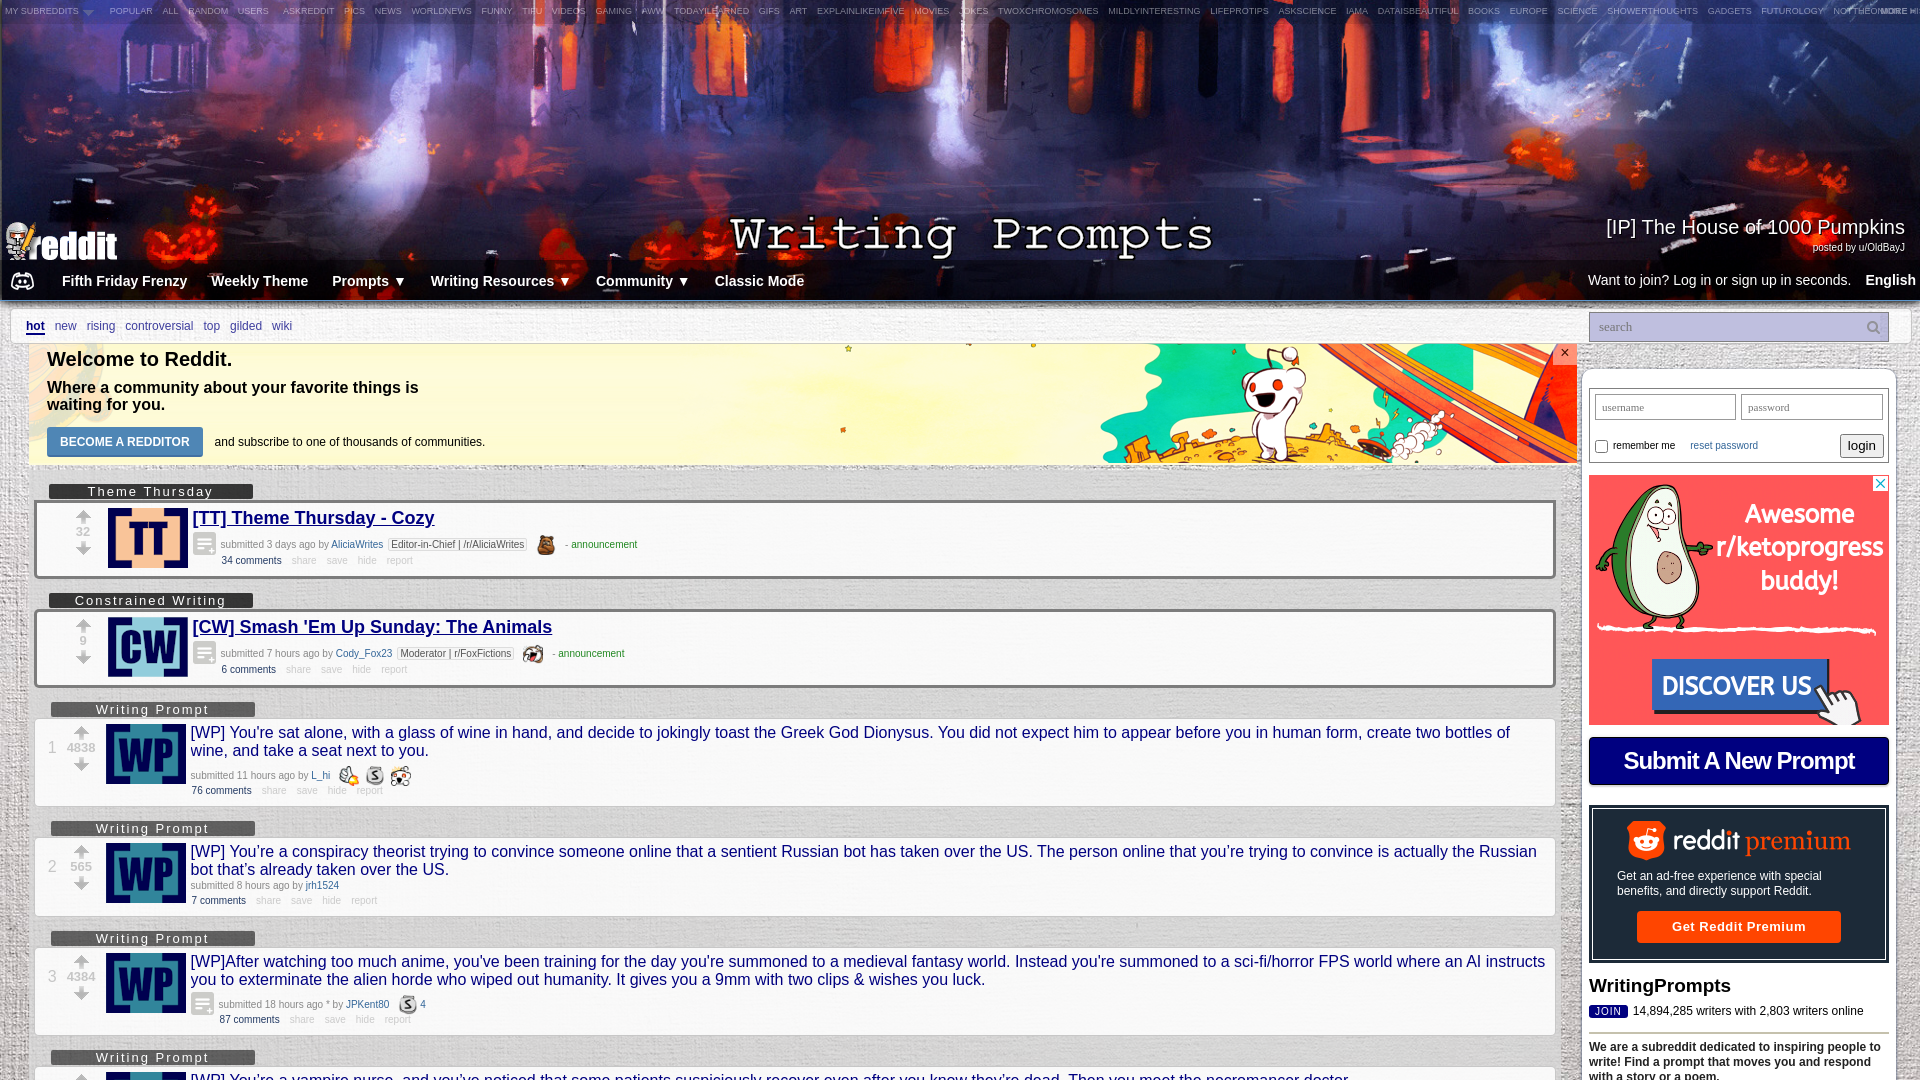 MY SUBREDDITS POPULAR ALL RANDOM USERS ASKREDDIT PICS NEWS WORLDNEWS FUNNY TIFU VIDEOS GAMING AWW TODAYILEARNED GIFS ART EXPLAINLIKEIMFIVE MOVIES JOKES TWOXCHROMOSOMES MILDLYINTERESTING LIFEPROTIPS ASKSCIENCE IAMA DATAISBEAUTIFUL BOOKS EUROPE SCIENCE SHOWERTHOUGHTS GADGETS FUTUROLOGY MORE »
reddit
Writing Prompts
[IP] The House of 1000 Pumpkins
posted by u/OldBayJ
Fifth Friday Frenzy Weekly Theme Prompts ▼ Writing Resources ▼ Community ▼ Classic Mode
Want to join? Log in or sign up in seconds. English
hot new rising controversial top gilded wiki
search
Welcome to Reddit.
Where a community about your favorite things is
waiting for you.
BECOME A REDDITOR and subscribe to one of thousands of communities.
×
username password
remember me reset password login
Theme Thursday
32
TT
[TT] Theme Thursday - Cozy
submitted 3 days ago by AliciaWrites Editor-in-Chief | /r/AliciaWrites - announcement
34 comments share save hide report
Constrained Writing
9
CW
[CW] Smash 'Em Up Sunday: The Animals
submitted 7 hours ago by Cody_Fox23 Moderator | r/FoxFictions - announcement
6 comments share save hide report
Writing Prompt
1 4838
WP
[WP] You're sat alone, with a glass of wine in hand, and decide to jokingly toast the Greek God Dionysus. You did not expect him to appear before you in human form, create two bottles of
wine, and take a seat next to you.
submitted 11 hours ago by L_hi
76 comments share save hide report
Writing Prompt
2 565
WP
[WP] You’re a conspiracy theorist trying to convince someone online that a sentient Russian bot has taken over the US. The person online that you’re trying to convince is actually the Russian
bot that’s already taken over the US.
submitted 8 hours ago by jrh1524
7 comments share save hide report
Writing Prompt
3 4384
WP
[WP]After watching too much anime, you've been training for the day you're summoned to a medieval fantasy world. Instead you're summoned to a sci-fi/horror FPS world where an AI instructs
you to exterminate the alien horde who wiped out humanity. It gives you a 9mm with two clips & wishes you luck.
submitted 18 hours ago * by JPKent80 4
87 comments share save hide report
Writing Prompt
[WP] You’re a vampire nurse, and you’ve noticed that some patients suspiciously recover even after you know they’re dead. Then you meet the necromancer doctor.
Awesome
r/ketoprogress
buddy!
DISCOVER US
Submit A New Prompt
reddit premium
Get an ad-free experience with special
benefits, and directly support Reddit.
Get Reddit Premium
WritingPrompts
JOIN 14,894,285 writers with 2,803 writers online
We are a subreddit dedicated to inspiring people to
write! Find a prompt that moves you and respond
with a story or a poem.